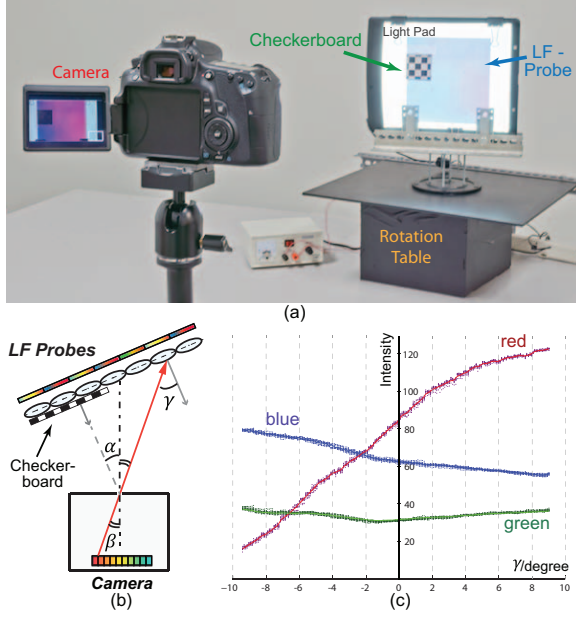 Light Pad
Checkerboard
Camera
LF -
Probe
Rotation
Table
(a)
LF Probes
γ
α
Checker-
board
β
Camera
(b)
Intensity
red
120
100
blue
80
60
40
green
20
-10 -8 -6 -4 -2 0 2 4 6 8 10
γ/degree
(c)